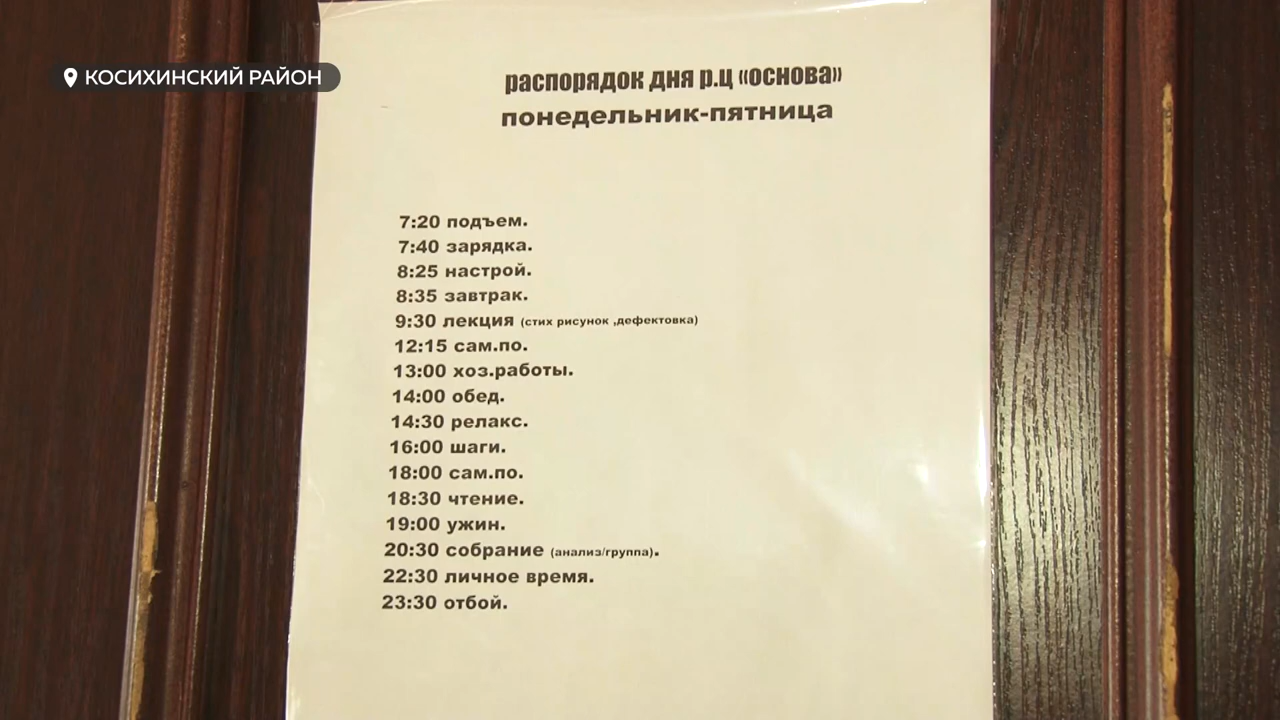 КОСИХИНСКИЙ РАЙОН
распорядок дня р.ц «основа»
понедельник-пятница
7:20 подъем.
7:40 зарядка.
8:25 настрой.
8:35 завтрак.
9:30 лекция (стих рисунок ,дефектовка)
12:15 сам.по.
13:00 хоз.работы.
14:00 обед.
14:30 релакс.
16:00 шаги.
18:00 сам.по.
18:30 чтение.
19:00 ужин.
20:30 собрание (анализ/группа).
22:30 личное время.
23:30 отбой.